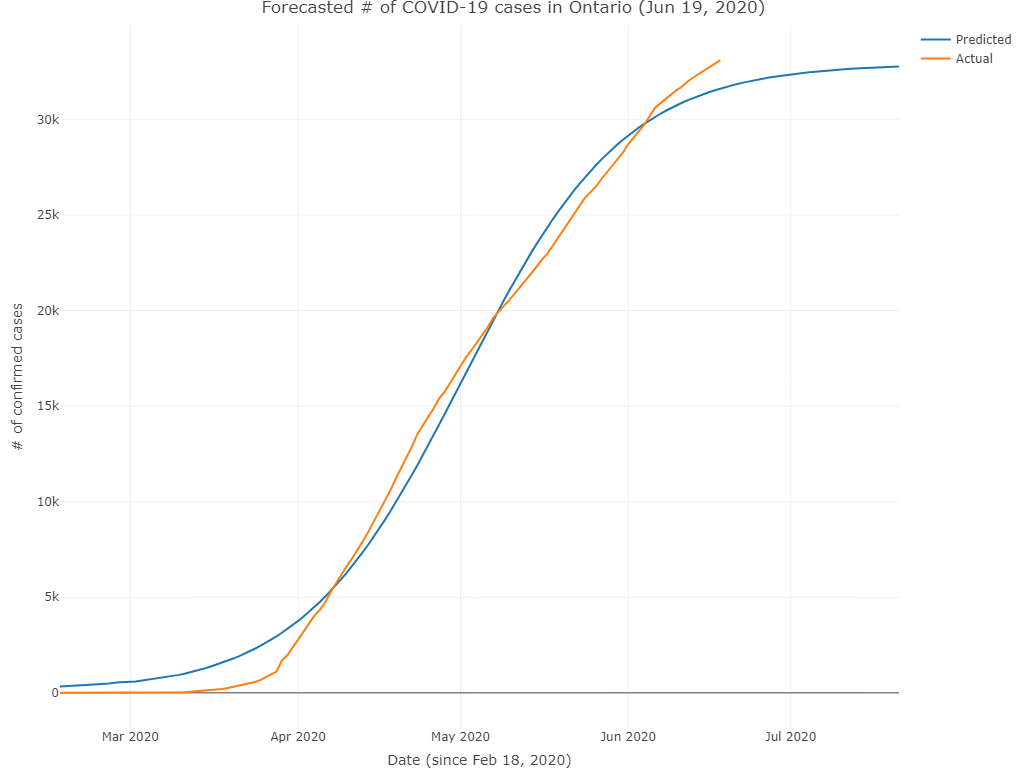 Forecasted # of COVID-19 cases in Ontario (Jun 19, 2020)
Predicted
Actual
30k
25k
20k
15k
10k
5k
0
# of confirmed cases
Mar 2020
Apr 2020
May 2020
Jun 2020
Jul 2020
Date (since Feb 18, 2020)